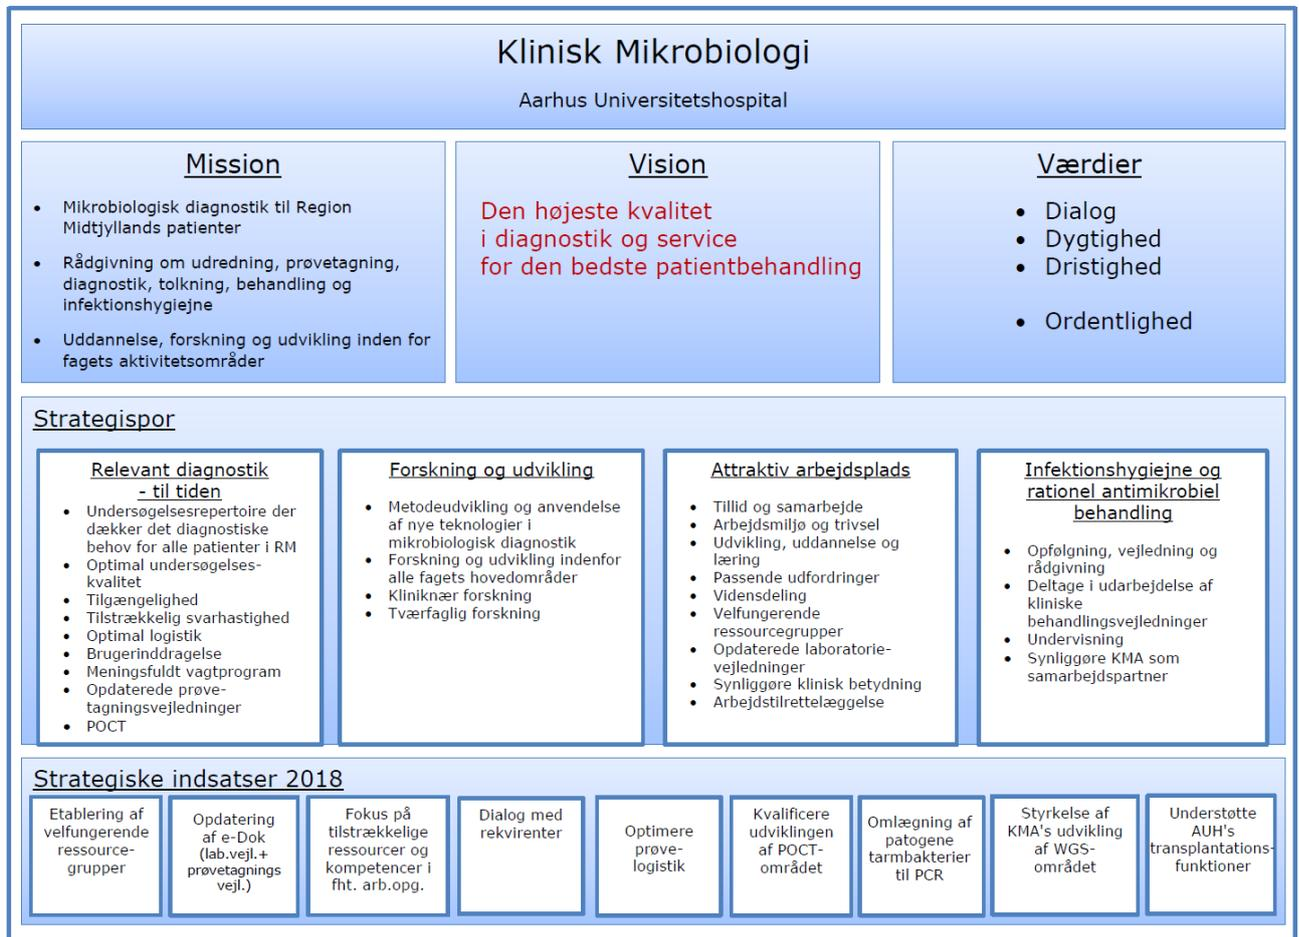 Klinisk Mikrobiologi
Aarhus Universitetshospital
Mission
• Mikrobiologisk diagnostik til Region
Midtjyllands patienter
• Rådgivning om udredning, prøvetagning,
diagnostik, tolkning, behandling og
infektionshygiejne
• Uddannelse, forskning og udvikling inden for
fagets aktivitetsområder
Vision
Den højeste kvalitet
i diagnostik og service
for den bedste patientbehandling
Værdier
• Dialog
• Dygtighed
• Dristighed
• Ordentlighed
Strategispor
Relevant diagnostik
- til tiden
• Undersøgelsesrepertoire der
dækker det diagnostiske
behov for alle patienter i RM
• Optimal undersøgelses-
kvalitet
• Tilgængelighed
• Tilstrækkelig svarhastighed
• Optimal logistik
• Brugerinddragelse
• Meningsfuldt vagtprogram
• Opdaterede prøve-
tagningsvejledninger
• POCT
Forskning og udvikling
• Metodeudvikling og anvendelse
af nye teknologier i
mikrobiologisk diagnostik
• Forskning og udvikling indenfor
alle fagets hovedområder
• Kliniknær forskning
• Tværfaglig forskning
Attraktiv arbejdsplads
• Tillid og samarbejde
• Arbejdsmiljø og trivsel
• Udvikling, uddannelse og
læring
• Passende udfordringer
• Vidensdeling
• Velfungerende
ressourcegrupper
• Opdaterede laboratorie-
vejledninger
• Synliggøre klinisk betydning
• Arbejdstilrettelæggelse
Infektionshygiejne og
rationel antimikrobiel
behandling
• Opfølgning, vejledning og
rådgivning
• Deltage i udarbejdelse af
kliniske
behandlingsvejledninger
• Undervisning
• Synliggøre KMA som
samarbejdspartner
Strategiske indsatser 2018
Etablering af
velfungerende
ressource-
grupper
Opdatering
af e-Dok
(lab.vejl.+
prøvetagnings
vejl.)
Fokus på
tilstrækkelige
ressourcer og
kompetencer i
fht. arb.opg.
Dialog med
rekvirenter
Optimere
prøve-
logistik
Kvalificere
udviklingen
af POCT-
området
Omlægning af
patogene
tarmbakterier
til PCR
Styrkelse af
KMA's udvikling
af WGS-
området
Understøtte
AUH's
transplantations-
funktioner